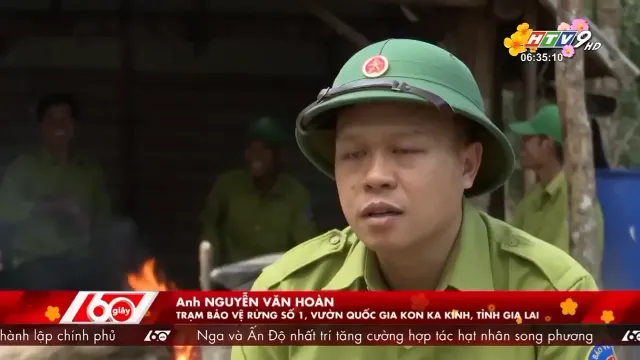 HTV9 HD
06:35:10
60 giây
Anh NGUYỄN VĂN HOÀN
TRẠM BẢO VỆ RỪNG SỐ 1, VƯỜN QUỐC GIA KON KA KINH, TỈNH GIA LAI
hành lập chính phủ
60
Nga và Ấn Độ nhất trí tăng cường hợp tác hạt nhân song phương
60